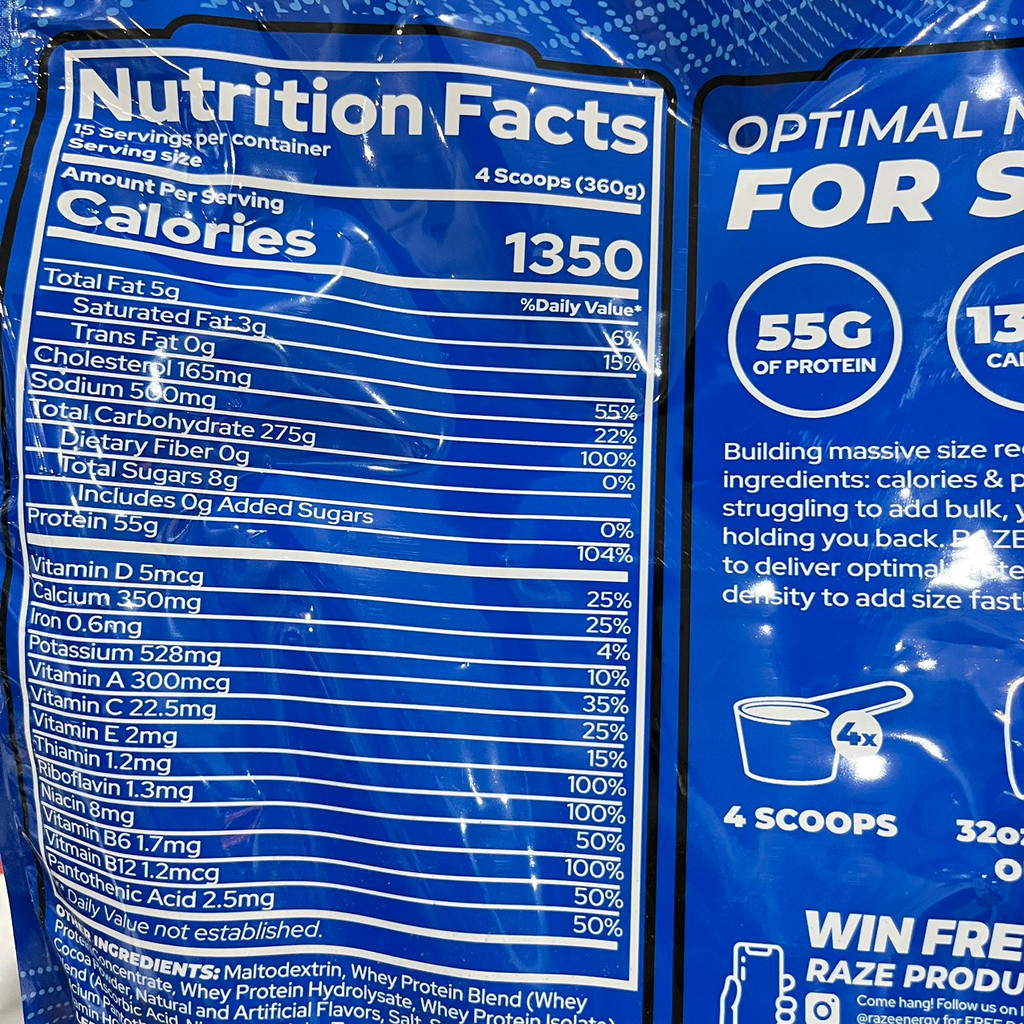 Nutrition Facts
15 Servings per container
Serving size 4 Scoops (360g)
Amount Per Serving
Calories 1350
%Daily Value*
Total Fat 5g 6%
Saturated Fat 3g 15%
Trans Fat 0g
Cholesterol 165mg 55%
Sodium 500mg 22%
Total Carbohydrate 275g 100%
Dietary Fiber 0g 0%
Total Sugars 8g
Includes 0g Added Sugars 0%
Protein 55g 104%
Vitamin D 5mcg 25%
Calcium 350mg 25%
Iron 0.6mg 4%
Potassium 528mg 10%
Vitamin A 300mcg 35%
Vitamin C 22.5mg 25%
Vitamin E 2mg 15%
Thiamin 1.2mg 100%
Riboflavin 1.3mg 100%
Niacin 8mg 50%
Vitamin B6 1.7mg 100%
Vitmain B12 1.2mcg 50%
Pantothenic Acid 2.5mg 50%
Daily Value not established.
OTHER INGREDIENTS: Maltodextrin, Whey Protein Blend (Whey
Protein Concentrate, Whey Protein Hydrolysate, Whey Protein Isolate),
Cocoa Powder, Natural and Artificial Flavors, Salt,
(Ascorbic Acid,
OPTIMAL
FOR
55G
OF PROTEIN
Building massive size
ingredients: calories &
struggling to add bulk,
holding you back.
to deliver optimal
density to add size
4x
4 SCOOPS
WIN
RAZE
Come hang! Follow us on
@razeenergy for